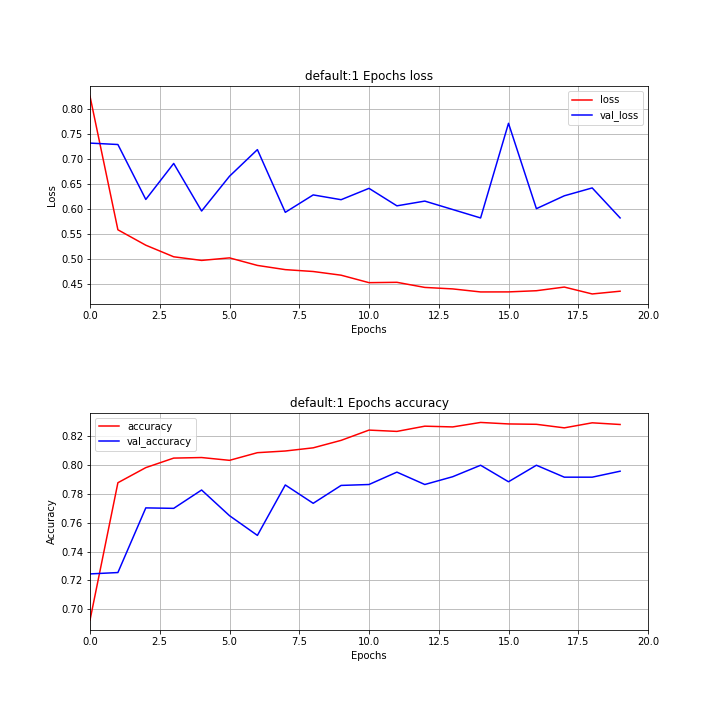 default:1 Epochs loss
loss
val_loss
0.80
0.75
0.70
0.65
0.60
0.55
0.50
0.45
Loss
0.0 2.5 5.0 7.5 10.0 12.5 15.0 17.5 20.0
Epochs
default:1 Epochs accuracy
accuracy
val_accuracy
0.82
0.80
0.78
0.76
0.74
0.72
0.70
Accuracy
0.0 2.5 5.0 7.5 10.0 12.5 15.0 17.5 20.0
Epochs